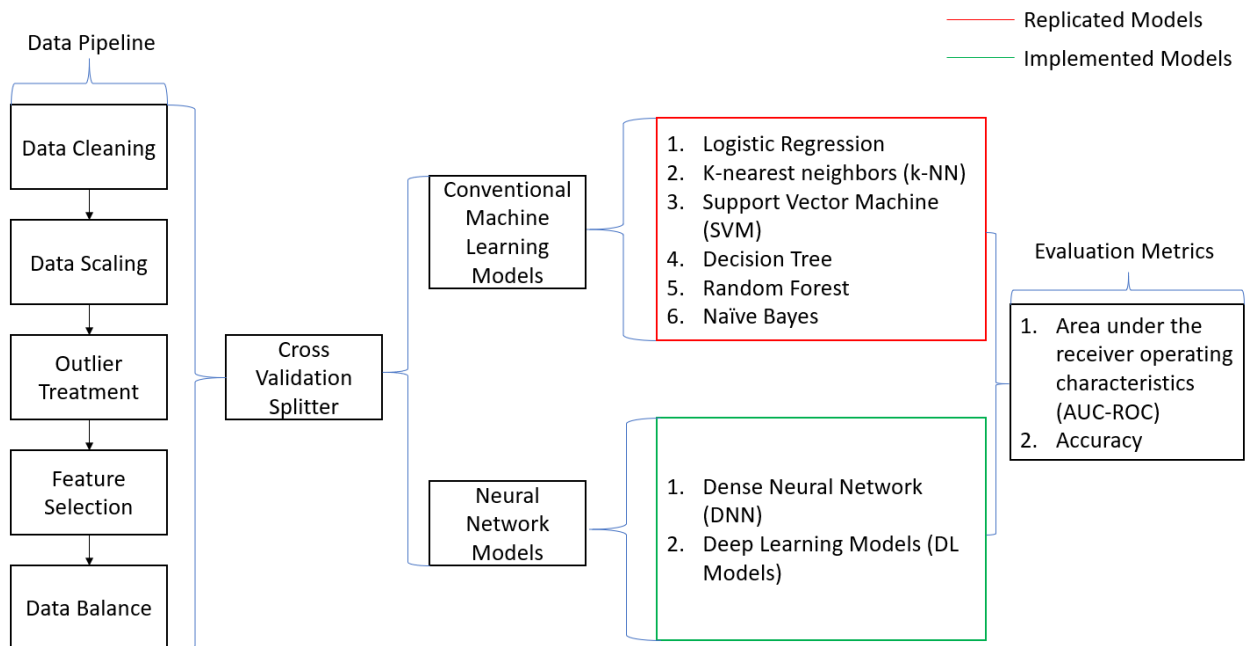 Replicated Models
Implemented Models
Data Pipeline
Data Cleaning
Data Scaling
Outlier
Treatment
Feature
Selection
Data Balance
Cross
Validation
Splitter
Conventional
Machine
Learning
Models
Neural
Network
Models
1. Logistic Regression
2. K-nearest neighbors (k-NN)
3. Support Vector Machine
(SVM)
4. Decision Tree
5. Random Forest
6. Naïve Bayes
1. Dense Neural Network
(DNN)
2. Deep Learning Models (DL
Models)
Evaluation Metrics
1. Area under the
receiver operating
characteristics
(AUC-ROC)
2. Accuracy